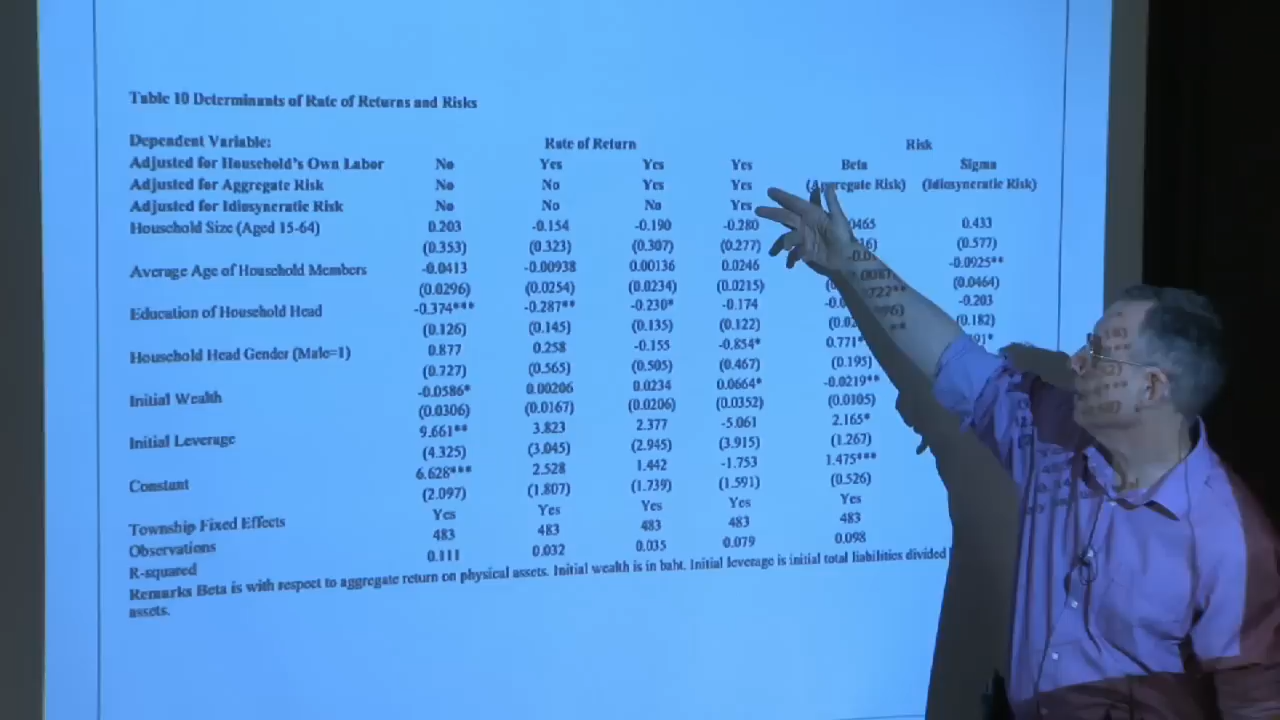 Table 10 Determinants of Rate of Returns and Risks
Dependent Variable: Rate of Return Risk
Adjusted for Household's Own Labor No Yes Yes Yes Beta Sigma
Adjusted for Aggregate Risk No No Yes Yes (Aggregate Risk) (Idiosyncratic Risk)
Adjusted for Idiosyncratic Risk No No No Yes
Household Size (Aged 15-64) 0.203 -0.154 -0.190 -0.280 0.433
(0.353) (0.323) (0.307) (0.277) (0.577)
Average Age of Household Members -0.0413 -0.00938 0.00136 0.0246 -0.0925**
(0.0296) (0.0254) (0.0234) (0.0215) (0.0464)
Education of Household Head -0.374*** -0.287** -0.230* -0.174 -0.203
(0.126) (0.145) (0.135) (0.122) (0.182)
Household Head Gender (Male=1) 0.877 0.258 -0.155 -0.854* 0.771
(0.727) (0.565) (0.505) (0.467) (0.195)
Initial Wealth -0.0586* 0.00206 0.0234 0.0664* -0.0219**
(0.0306) (0.0167) (0.0206) (0.0352) (0.0105)
Initial Leverage 9.661** 3.823 2.377 -5.061 2.165*
(4.325) (3.045) (2.945) (3.915) (1.267)
Constant 6.628*** 2.528 1.442 -1.753 1.475***
(2.097) (1.807) (1.739) (1.591) (0.526)
Township Fixed Effects Yes Yes Yes Yes Yes
Observations 483 483 483 483 483
R-squared 0.111 0.032 0.035 0.079 0.098
Remarks Beta is with respect to aggregate return on physical assets. Initial wealth is in baht. Initial leverage is initial total liabilities divided
assets.